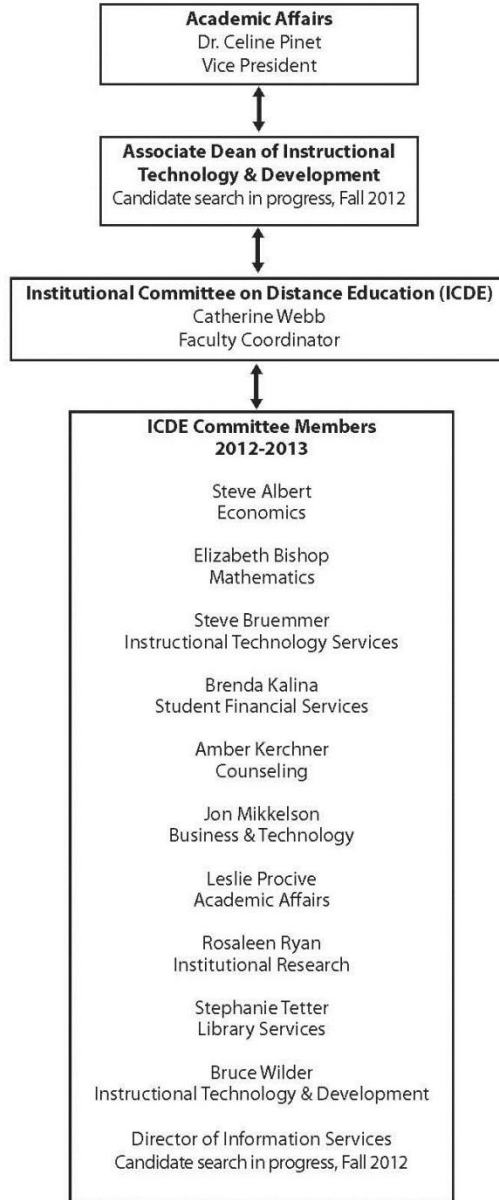 Academic Affairs
Dr. Celine Pinet
Vice President
Associate Dean of Instructional
Technology & Development
Candidate search in progress, Fall 2012
Institutional Committee on Distance Education (ICDE)
Catherine Webb
Faculty Coordinator
ICDE Committee Members
2012-2013
Steve Albert
Economics
Elizabeth Bishop
Mathematics
Steve Bruemmer
Instructional Technology Services
Brenda Kalina
Student Financial Services
Amber Kerchner
Counseling
Jon Mikkelson
Business & Technology
Leslie Procive
Academic Affairs
Rosaleen Ryan
Institutional Research
Stephanie Tetter
Library Services
Bruce Wilder
Instructional Technology & Development
Director of Information Services
Candidate search in progress, Fall 2012